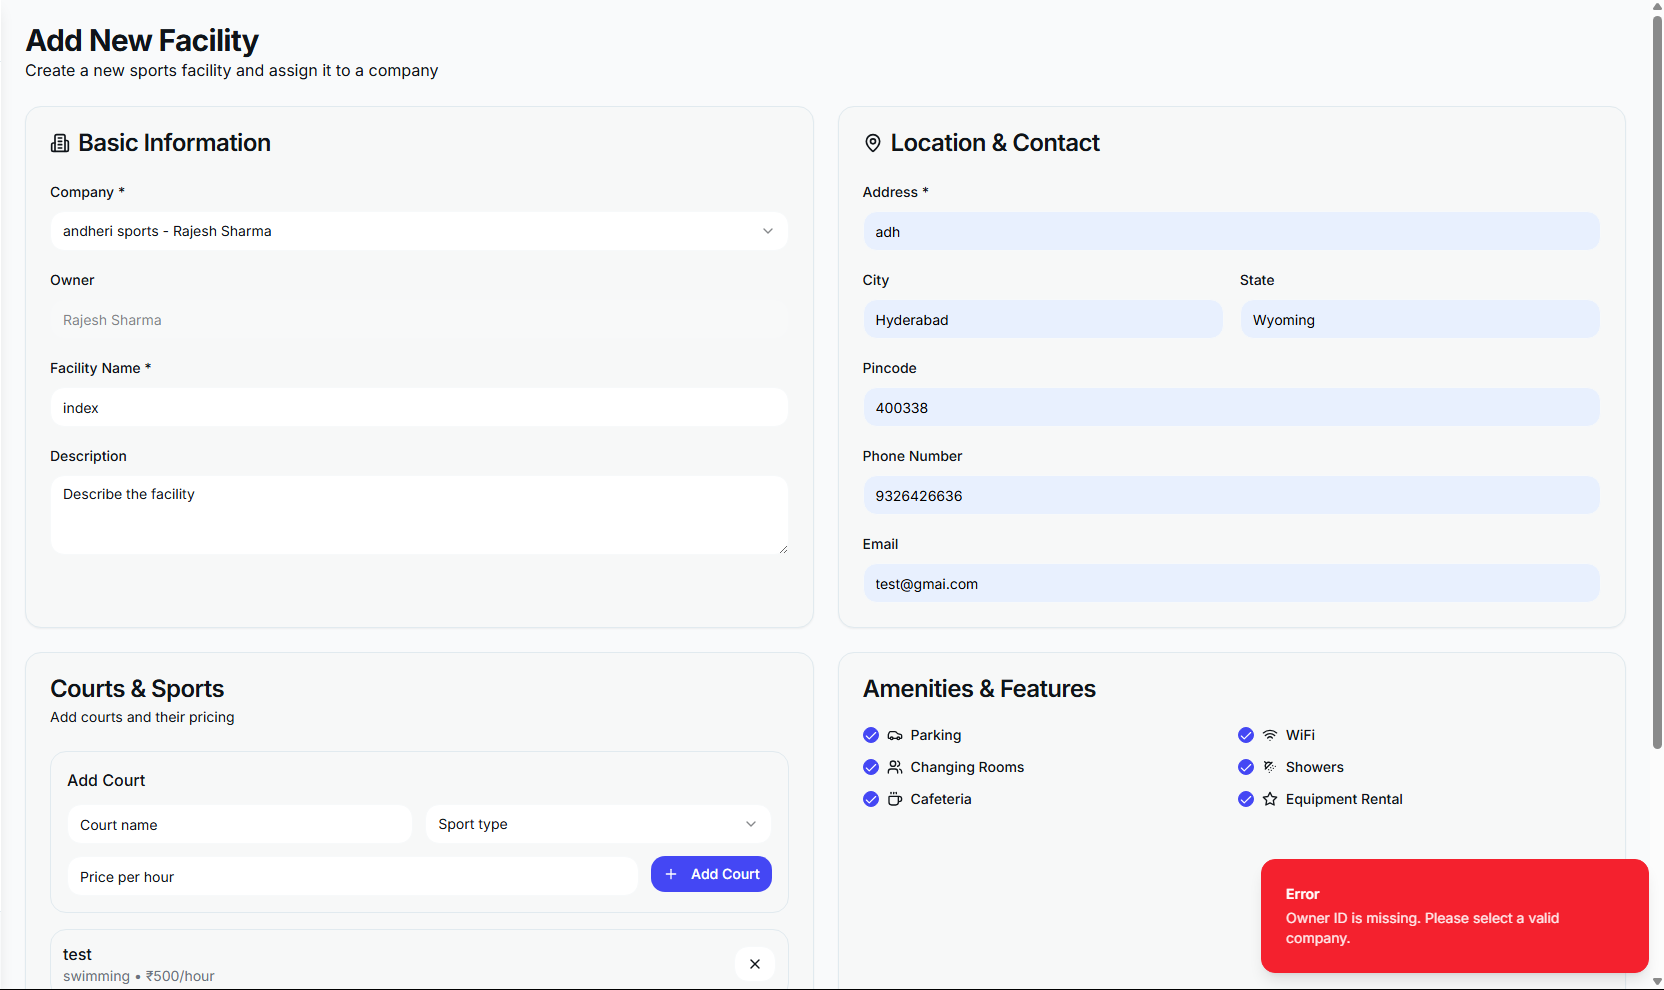 Add New Facility
Create a new sports facility and assign it to a company
Basic Information
Company *
andheri sports - Rajesh Sharma
Owner
Rajesh Sharma
Facility Name *
index
Description
Describe the facility
Location & Contact
Address *
adh
City
State
Hyderabad
Wyoming
Pincode
400338
Phone Number
9326426636
Email
test@gmai.com
Courts & Sports
Add courts and their pricing
Add Court
Court name
Sport type
Price per hour
+ Add Court
test
swimming • ₹500/hour
Amenities & Features
Parking
WiFi
Changing Rooms
Showers
Cafeteria
Equipment Rental
Error
Owner ID is missing. Please select a valid
company.